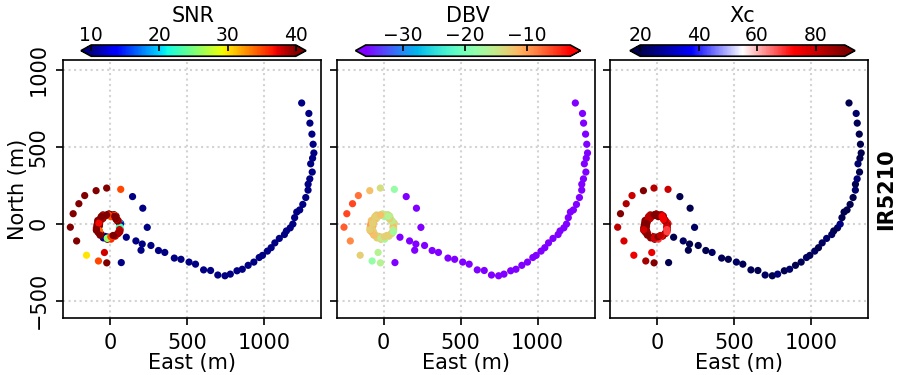 SNR DBV Xc
10 20 30 40 −30 −20 −10 20 40 60 80
1000
500
0
−500
North (m)
0 500 1000 0 500 1000 0 500 1000
East (m) East (m) East (m)
IR5210